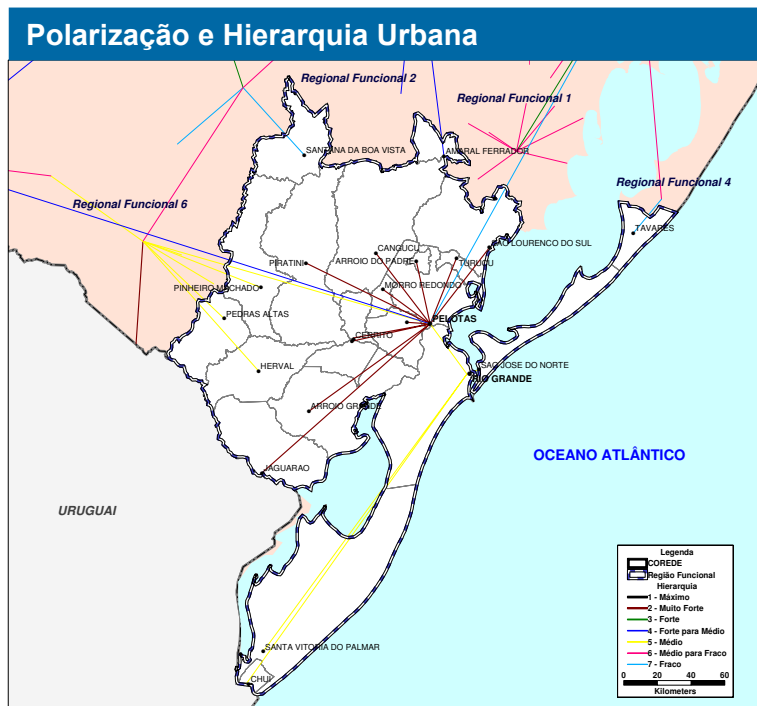 Polarização e Hierarquia Urbana
Regional Funcional 2
Regional Funcional 1
SANTANA DA BOA VISTA
AMARAL FERRADOR
Regional Funcional 4
Regional Funcional 6
TAVARES
SAO LOURENCO DO SUL
CANGUCU
PIRATINI
ARROIO DO PADRE
TURUCU
PINHEIRO MACHADO
MORRO REDONDO
PEDRAS ALTAS
PELOTAS
CERRITO
HERVAL
SAO JOSE DO NORTE
RIO GRANDE
ARROIO GRANDE
OCEANO ATLÂNTICO
JAGUARAO
URUGUAI
SANTA VITORIA DO PALMAR
CHUI
Legenda
COREDE
Região Funcional
Hierarquia
1 - Máximo
2 - Muito Forte
3 - Forte
4 - Forte para Médio
5 - Médio
6 - Médio para Fraco
7 - Fraco
0 20 40 60
Kilometers